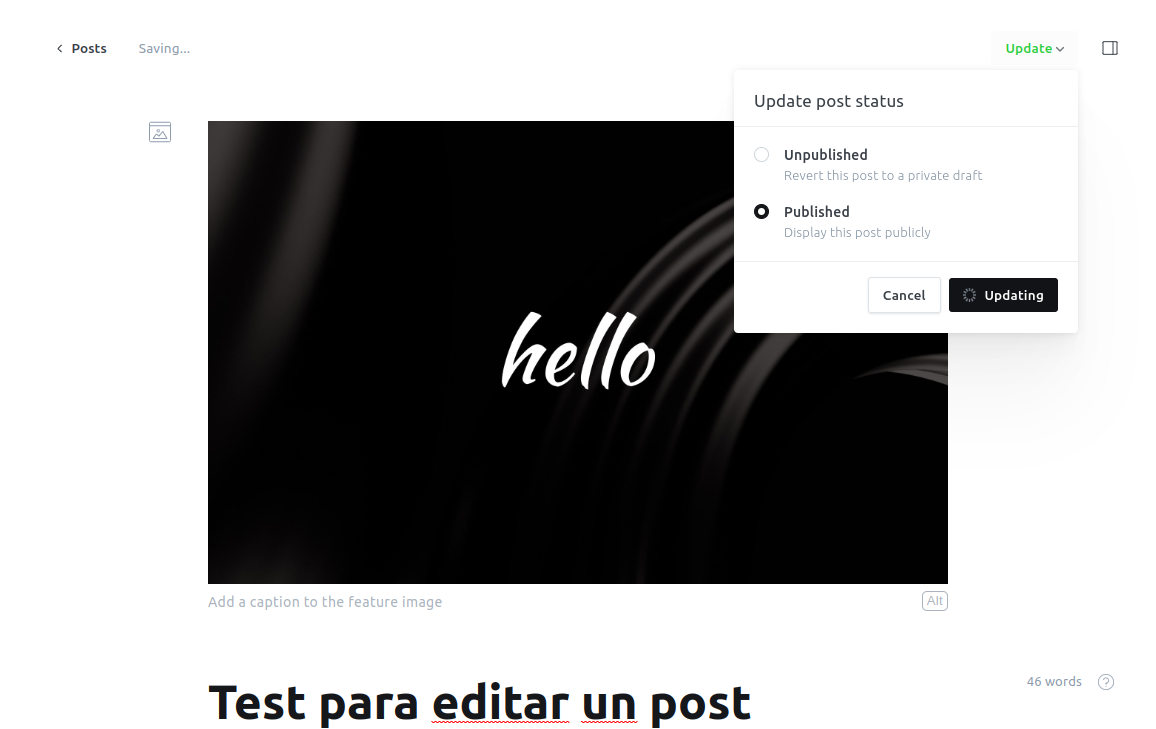 Posts
Saving...
Update
Update post status
Unpublished
Revert this post to a private draft
Published
Display this post publicly
Cancel
Updating
hello
Add a caption to the feature image
Alt
46 words
?
Test para editar un post